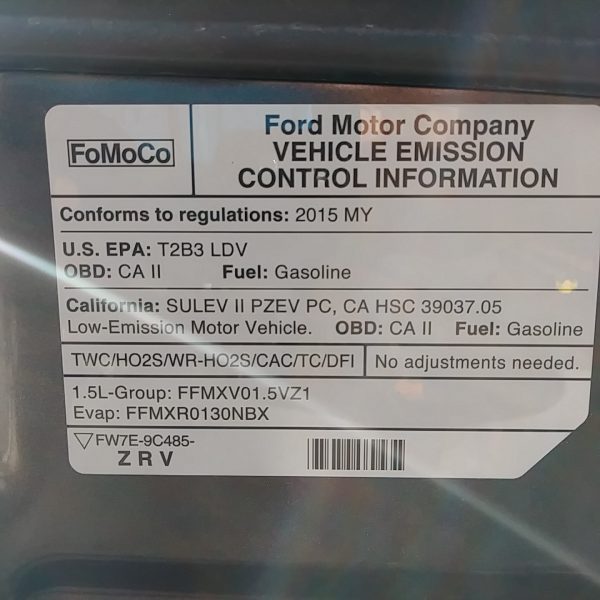 FoMoCo
Ford Motor Company
VEHICLE EMISSION
CONTROL INFORMATION
Conforms to regulations: 2015 MY
U.S. EPA: T2B3 LDV
OBD: CA II Fuel: Gasoline
California: SULEV II PZEV PC, CA HSC 39037.05
Low-Emission Motor Vehicle. OBD: CA II Fuel: Gasoline
TWC/HO2S/WR-HO2S/CAC/TC/DFI No adjustments needed.
1.5L-Group: FFMXV01.5VZ1
Evap: FFMXR0130NBX
FW7E-9C485-
ZRV